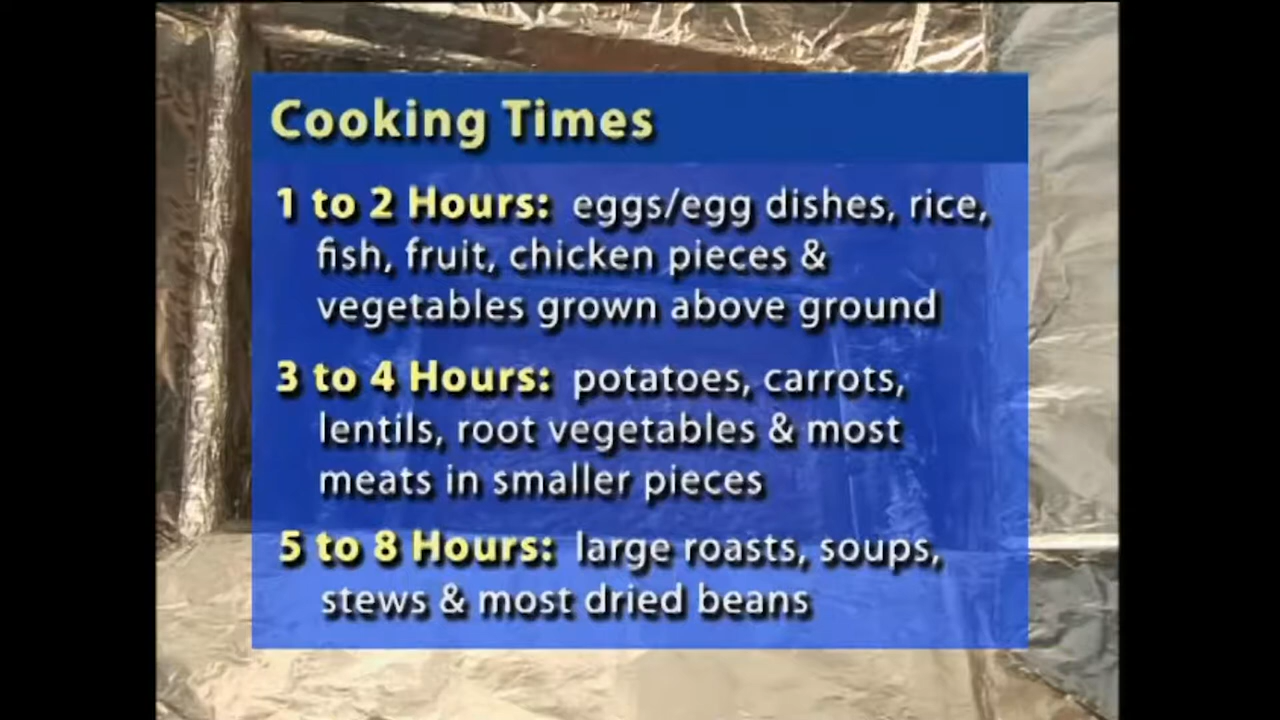 Cooking Times
1 to 2 Hours: eggs/egg dishes, rice,
fish, fruit, chicken pieces &
vegetables grown above ground
3 to 4 Hours: potatoes, carrots,
lentils, root vegetables & most
meats in smaller pieces
5 to 8 Hours: large roasts, soups,
stews & most dried beans